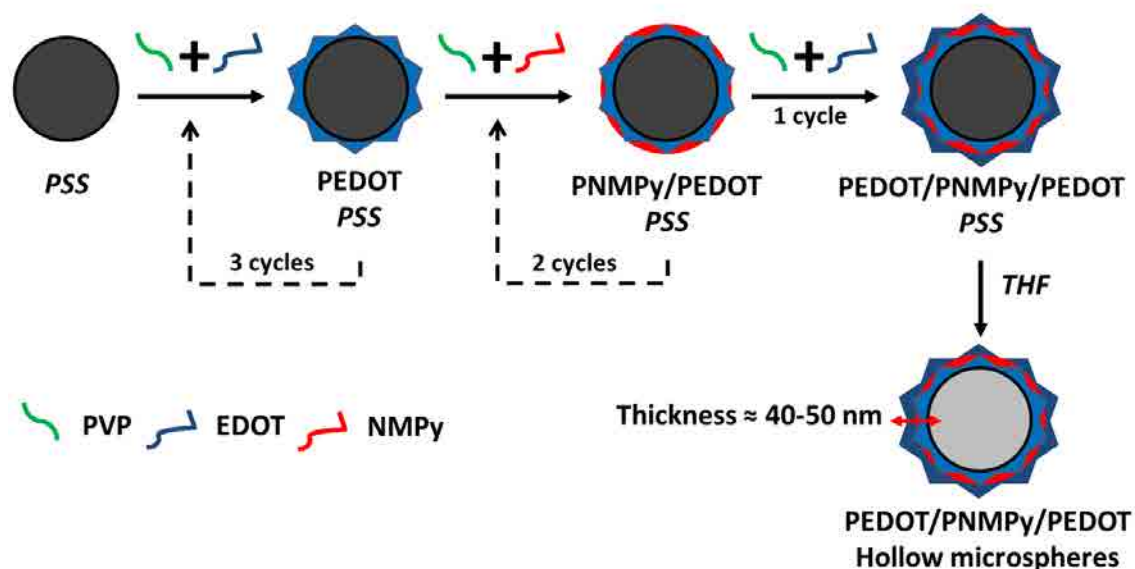 +
+
+
1 cycle
PSS
PEDOT
PSS
PNMPy/PEDOT
PSS
PEDOT/PNMPy/PEDOT
PSS
3 cycles
2 cycles
THF
PVP
EDOT
NMPy
Thickness ≈ 40-50 nm
PEDOT/PNMPy/PEDOT
Hollow microspheres